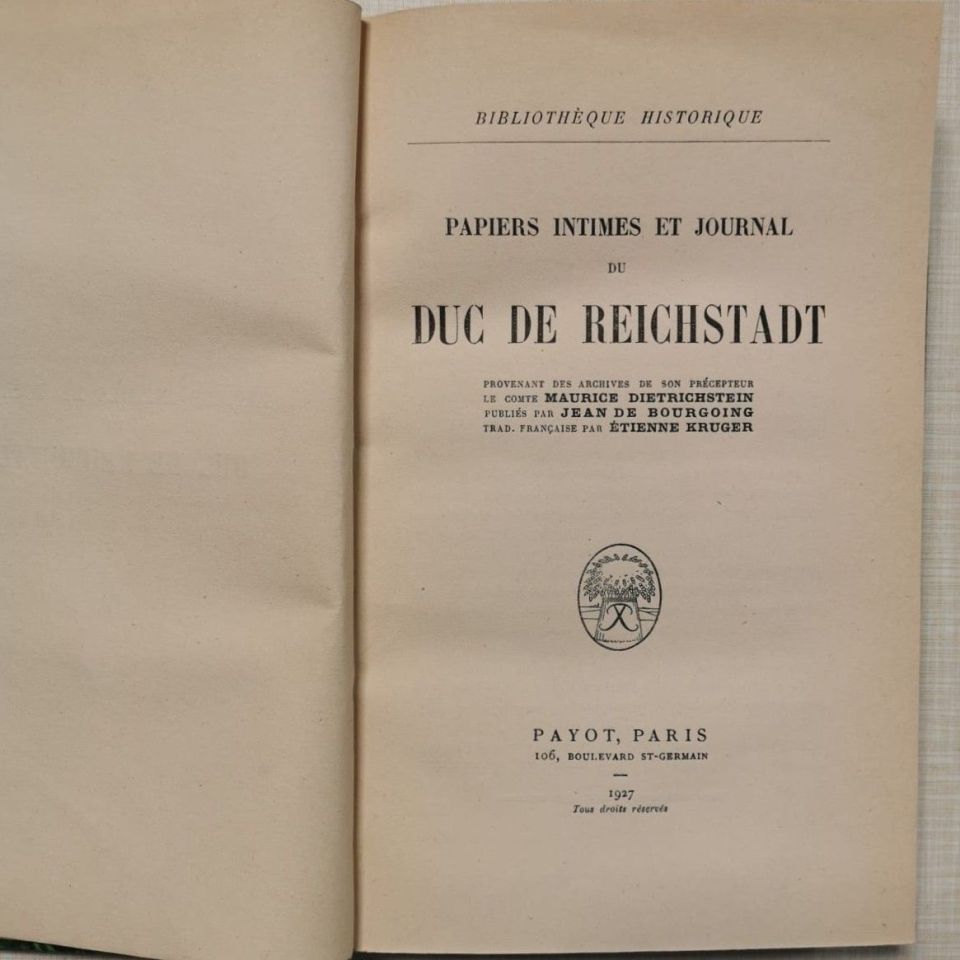 BIBLIOTHÈQUE HISTORIQUE
PAPIERS INTIMES ET JOURNAL
DU
DUC DE REICHSTADT
PROVENANT DES ARCHIVES DE SON PRÉCEPTEUR
LE COMTE MAURICE DIETRICHSTEIN
PUBLIÉS PAR JEAN DE BOURGOING
TRAD. FRANÇAISE PAR ÉTIENNE KRUGER
PAYOT, PARIS
106, BOULEVARD ST-GERMAIN
1927
Tous droits réservés